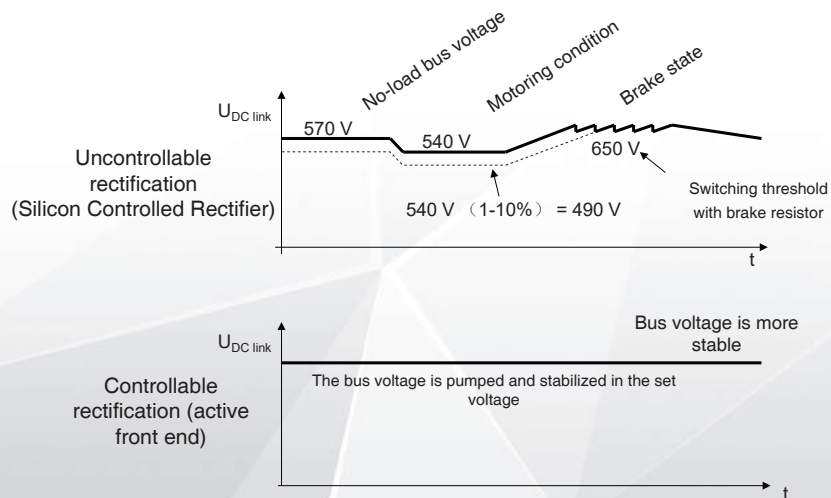 No-load bus voltage
Motoring condition
Brake state
U DC link
570 V
540 V
650 V
Uncontrollable
rectification
(Silicon Controlled Rectifier)
540 V （1-10%） = 490 V
Switching threshold
with brake resistor
t
U DC link
Bus voltage is more
stable
The bus voltage is pumped and stabilized in the set
voltage
Controllable
rectification (active
front end)
t